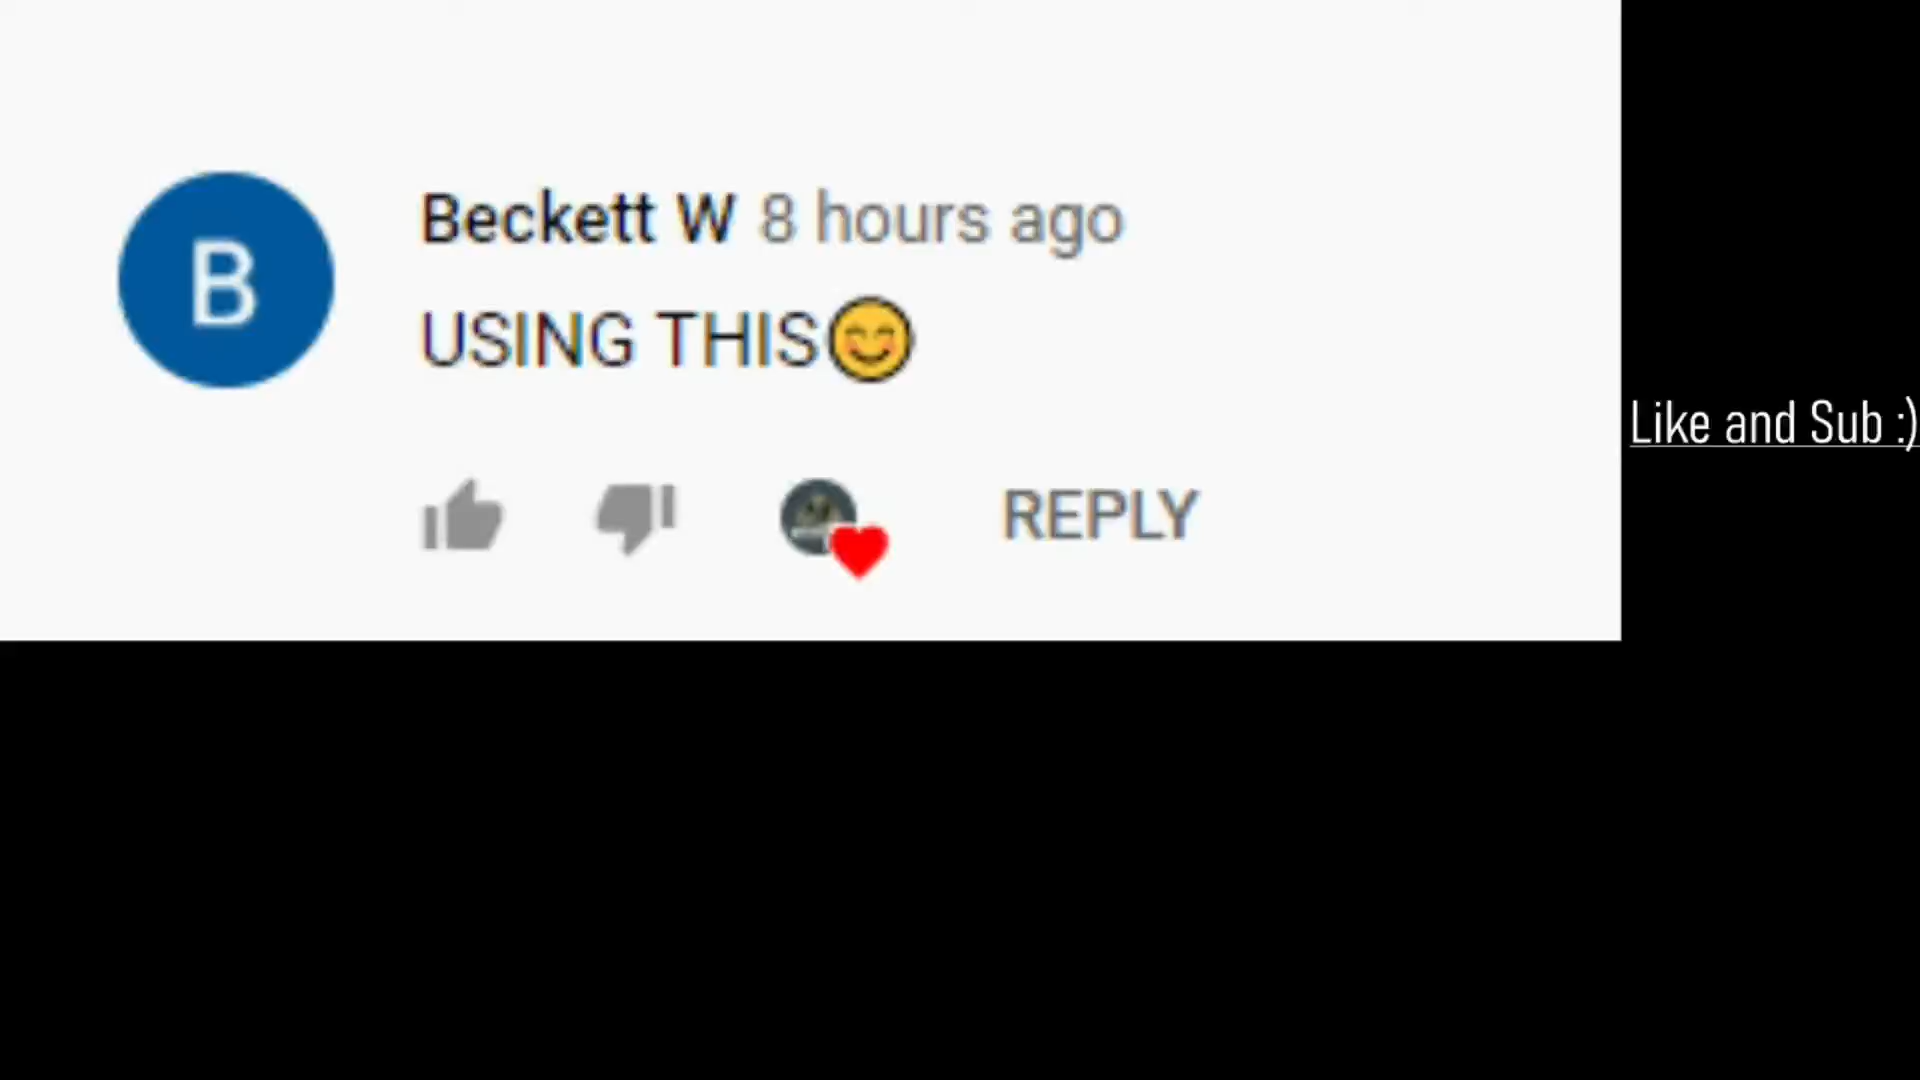 B
Beckett W 8 hours ago
USING THIS😊
REPLY
Like and Sub :)